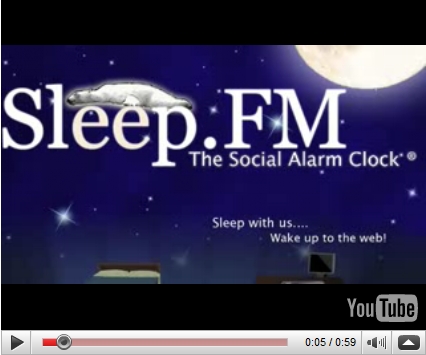 Sleep.FM
The Social Alarm Clock®
Sleep with us....
Wake up to the web!
YouTube
0:05 / 0:59